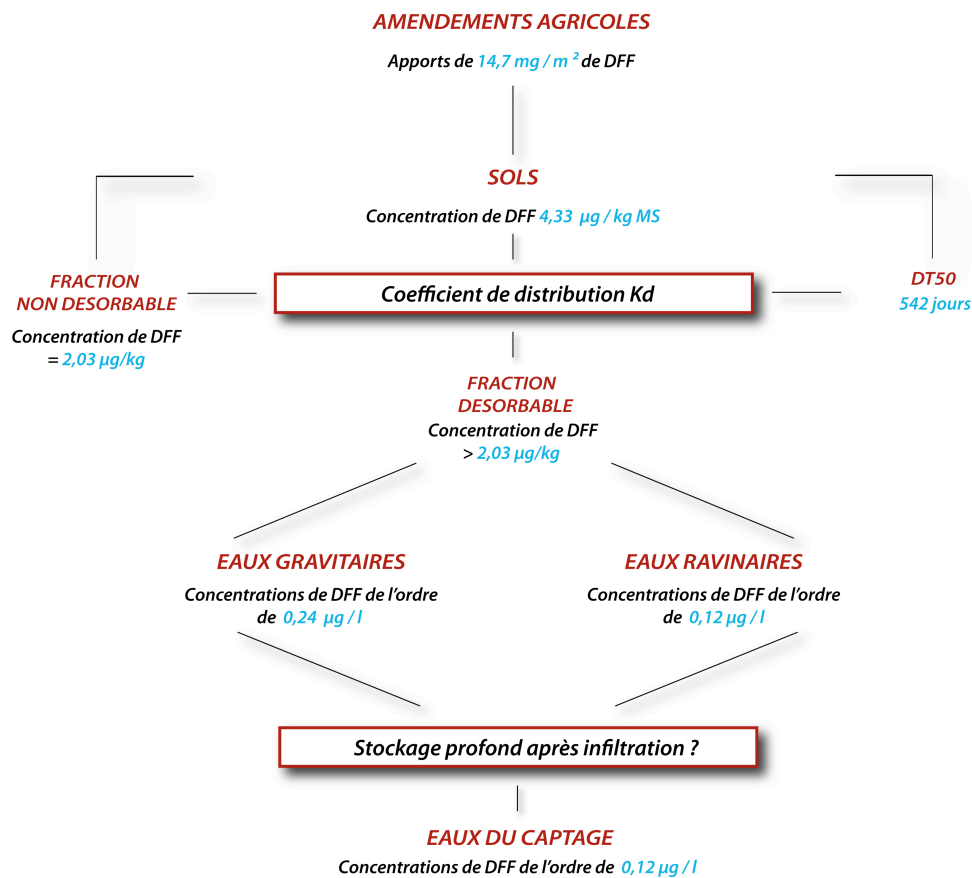 AMENDEMENTS AGRICOLES
Apports de 14,7 mg / m ² de DFF
SOLS
Concentration de DFF 4,33 µg / kg MS
FRACTION
NON DESORBABLE
Concentration de DFF
= 2,03 µg/kg
Coefficient de distribution Kd
DT50
542 jours
FRACTION
DESORBABLE
Concentration de DFF
> 2,03 µg/kg
EAUX GRAVITAIRES
Concentrations de DFF de l’ordre
de 0,24 µg / l
EAUX RAVINAIRES
Concentrations de DFF de l’ordre
de 0,12 µg / l
Stockage profond après infiltration ?
EAUX DU CAPTAGE
Concentrations de DFF de l’ordre de 0,12 µg / l